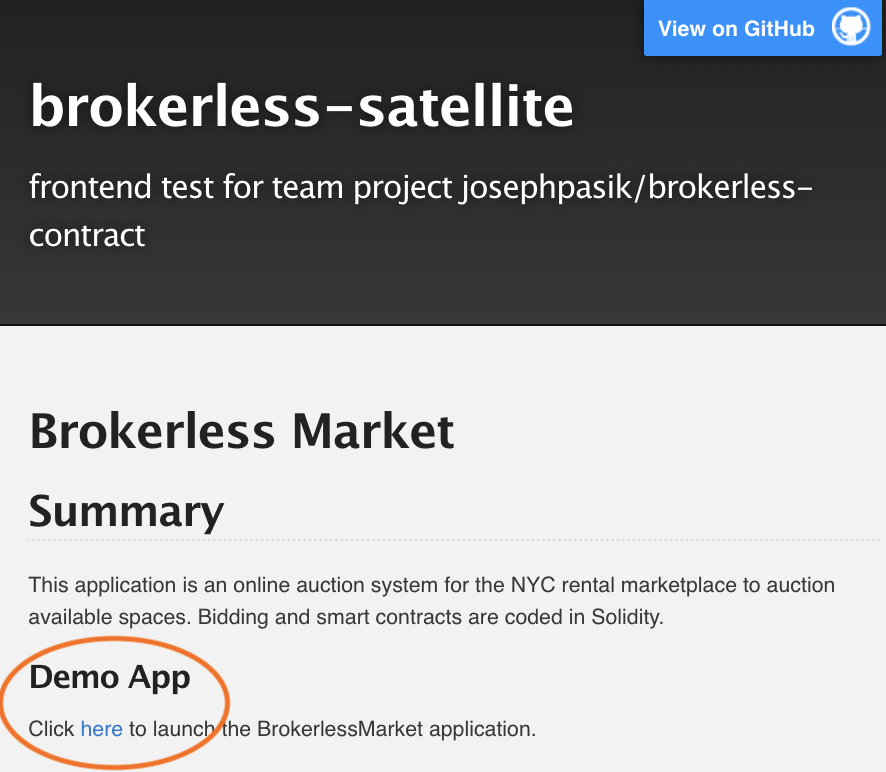 View on GitHub
brokerless-satellite
frontend test for team project josephpasik/brokerless-
contract
Brokerless Market
Summary
This application is an online auction system for the NYC rental marketplace to auction
available spaces. Bidding and smart contracts are coded in Solidity.
Demo App
Click here to launch the BrokerlessMarket application.